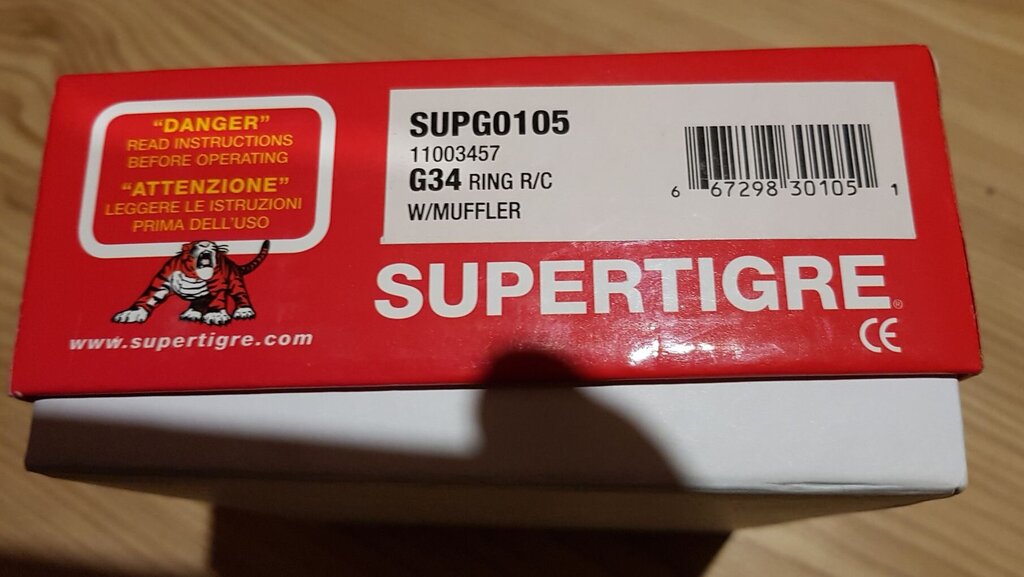 "DANGER"
READ INSTRUCTIONS
BEFORE OPERATING
"ATTENZIONE"
LEGGERE LE ISTRUZIONI
PRIMA DELL'USO
www.supertigre.com
SUPG0105
11003457
G34 RING R/C
W/MUFFLER
6 67298 30105 1
SUPERTIGRE®
CE